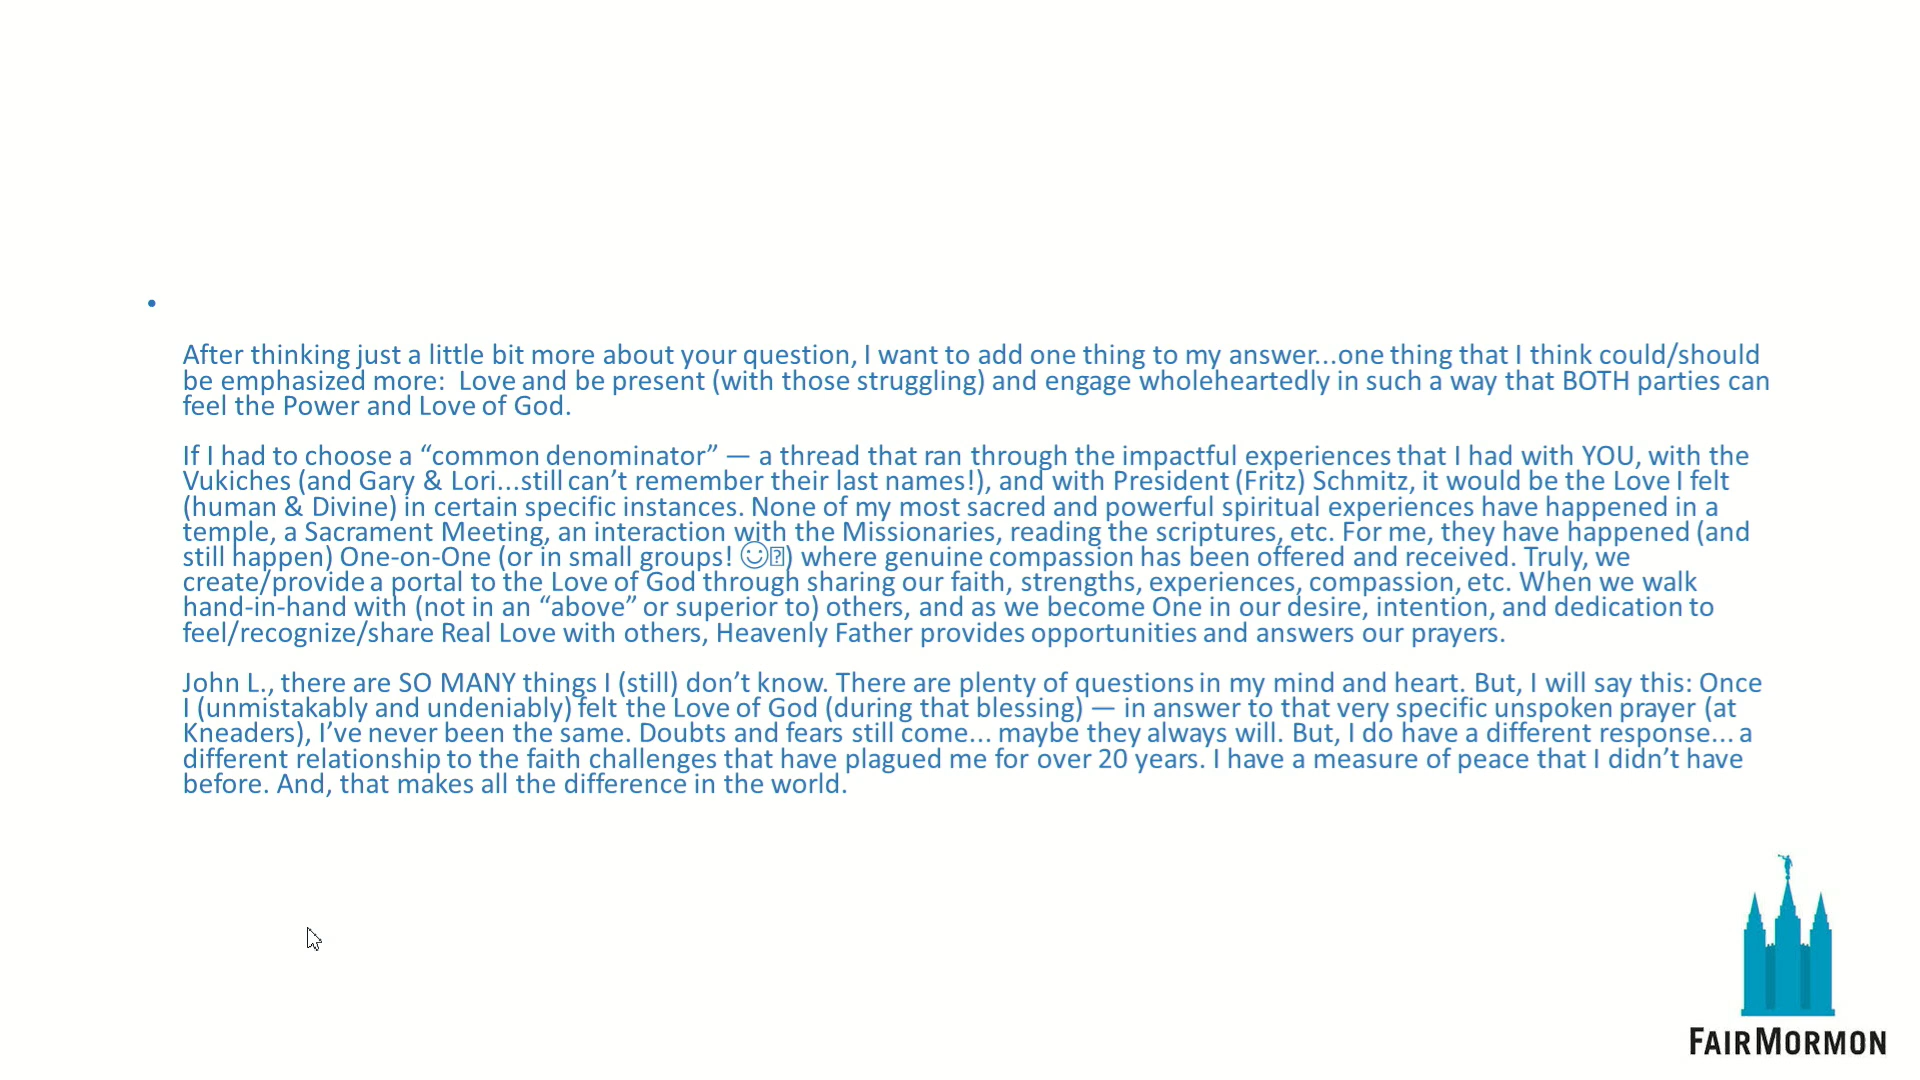 •
After thinking just a little bit more about your question, I want to add one thing to my answer...one thing that I think could/should
be emphasized more:  Love and be present (with those struggling) and engage wholeheartedly in such a way that BOTH parties can
feel the Power and Love of God.
If I had to choose a “common denominator” — a thread that ran through the impactful experiences that I had with YOU, with the
Vukiches (and Gary & Lori...still can’t remember their last names!), and with President (Fritz) Schmitz, it would be the Love I felt
(human & Divine) in certain specific instances. None of my most sacred and powerful spiritual experiences have happened in a
temple, a Sacrament Meeting, an interaction with the Missionaries, reading the scriptures, etc. For me, they have happened (and
still happen) One-on-One (or in small groups! ☺) where genuine compassion has been offered and received. Truly, we
create/provide a portal to the Love of God through sharing our faith, strengths, experiences, compassion, etc. When we walk
hand-in-hand with (not in an “above” or superior to) others, and as we become One in our desire, intention, and dedication to
feel/recognize/share Real Love with others, Heavenly Father provides opportunities and answers our prayers.
John L., there are SO MANY things I (still) don’t know. There are plenty of questions in my mind and heart. But, I will say this: Once
I (unmistakably and undeniably) felt the Love of God (during that blessing) — in answer to that very specific unspoken prayer (at
Kneaders), I’ve never been the same. Doubts and fears still come... maybe they always will. But, I do have a different response... a
different relationship to the faith challenges that have plagued me for over 20 years. I have a measure of peace that I didn’t have
before. And, that makes all the difference in the world.
FAIRMORMON